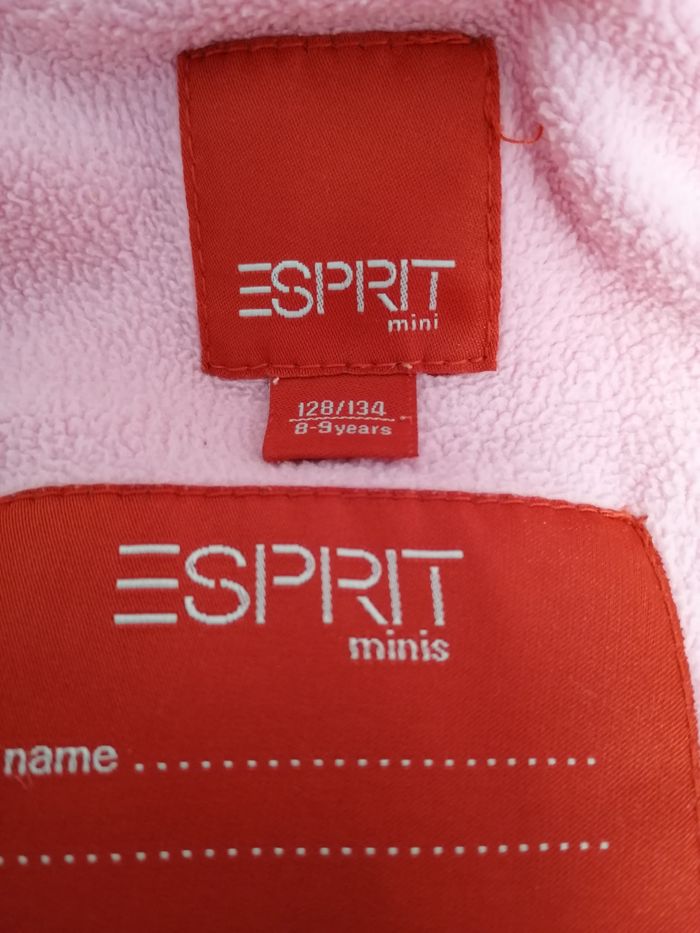 ESPRIT
mini
128/134
8-9years
ESPRIT
minis
name ........................
................................